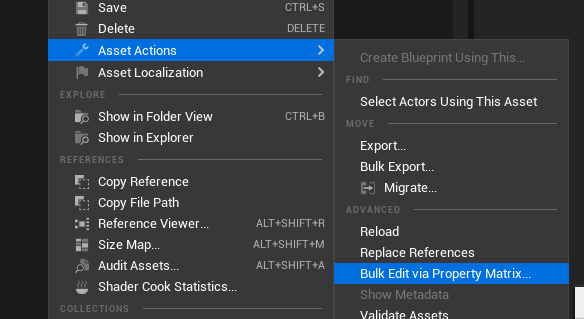 Save CTRL+S
Delete DELETE
Asset Actions
Asset Localization
EXPLORE
Show in Folder View CTRL+B
Show in Explorer
REFERENCES
Copy Reference
Copy File Path
Reference Viewer... ALT+SHIFT+R
Size Map... ALT+SHIFT+M
Audit Assets... ALT+SHIFT+A
Shader Cook Statistics...
COLLECTIONS
Create Blueprint Using This...
FIND
Select Actors Using This Asset
MOVE
Export...
Bulk Export...
Migrate...
ADVANCED
Reload
Replace References
Bulk Edit via Property Matrix...
Show Metadata
Validate Assets